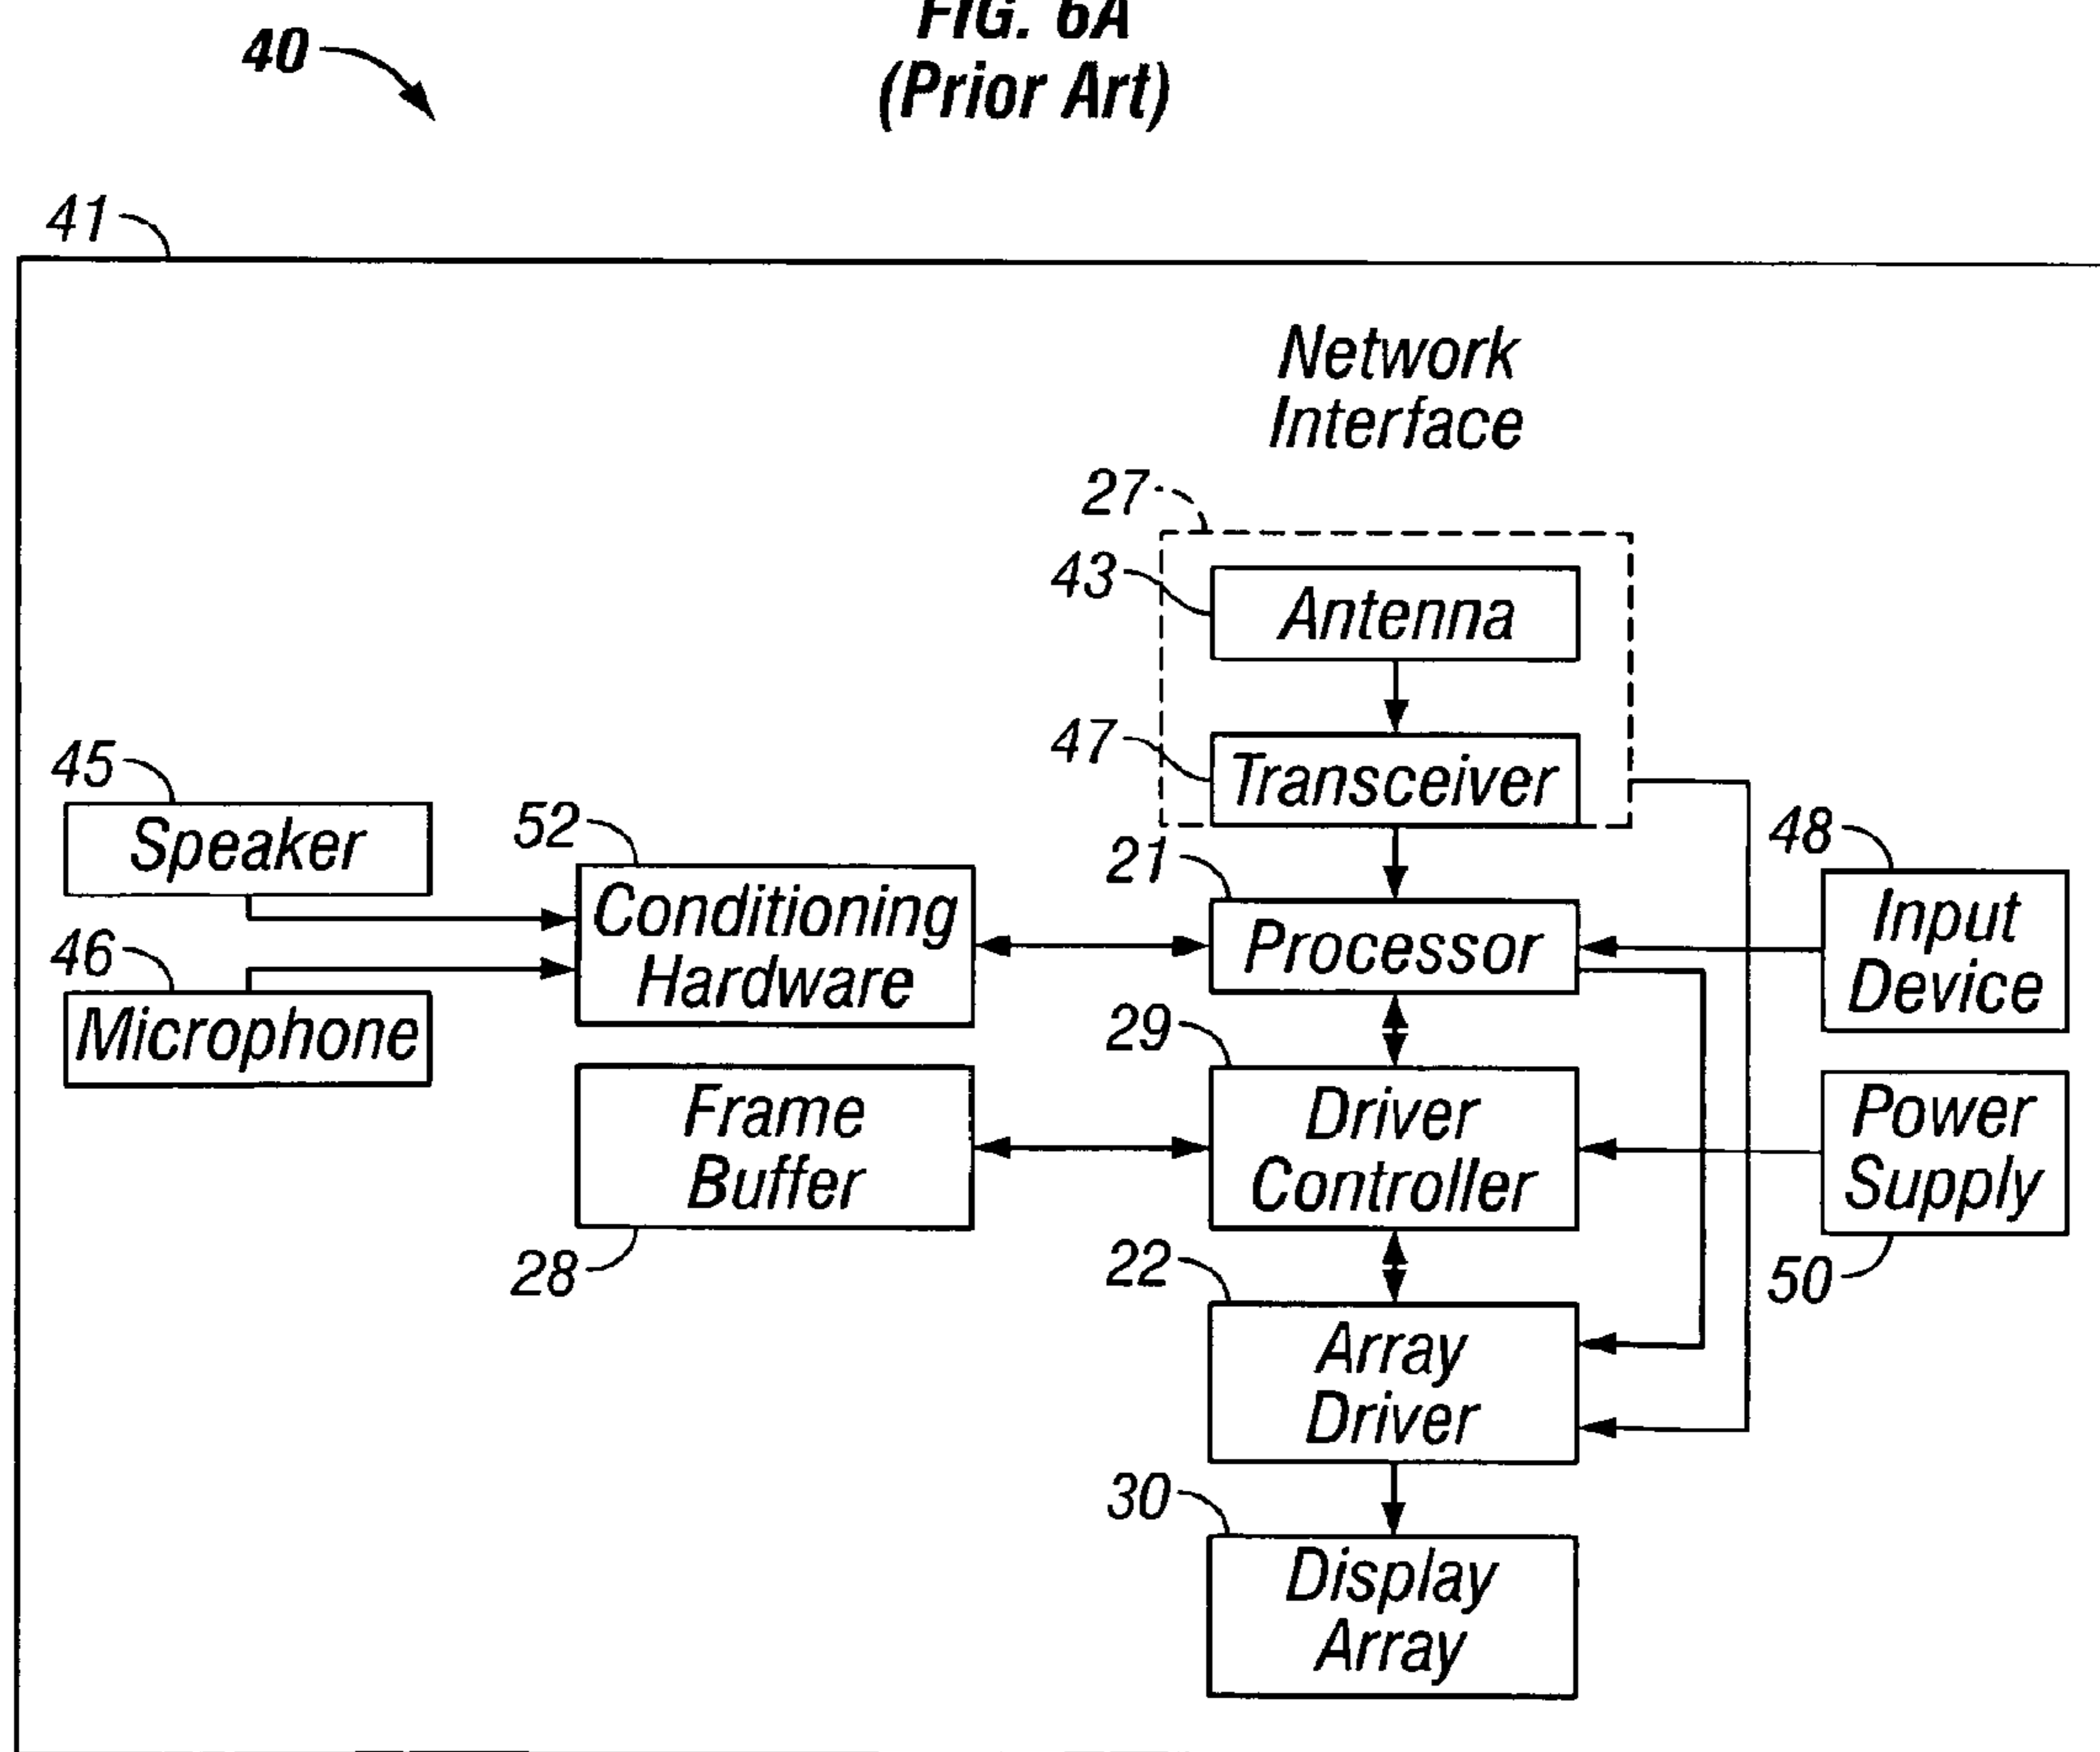 FIG. 6A
(Prior Art)
40
41
Network
Interface
27
43
Antenna
47
Transceiver
45
Speaker
52
Conditioning
Hardware
21
Processor
48
Input
Device
46
Microphone
29
Driver
Controller
Frame
Buffer
28
Power
Supply
50
22
Array
Driver
30
Display
Array